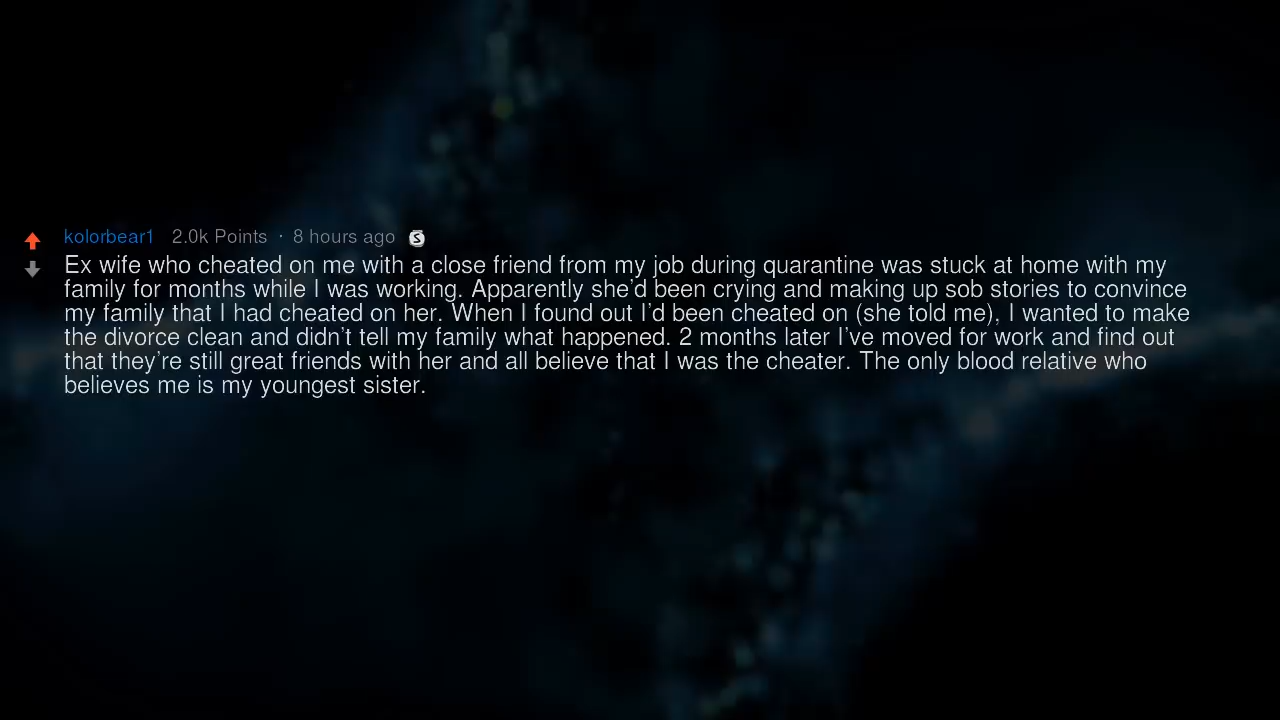 kolorbear1 2.0k Points · 8 hours ago S
Ex wife who cheated on me with a close friend from my job during quarantine was stuck at home with my
family for months while I was working. Apparently she'd been crying and making up sob stories to convince
my family that I had cheated on her. When I found out I'd been cheated on (she told me), I wanted to make
the divorce clean and didn't tell my family what happened. 2 months later I've moved for work and find out
that they're still great friends with her and all believe that I was the cheater. The only blood relative who
believes me is my youngest sister.